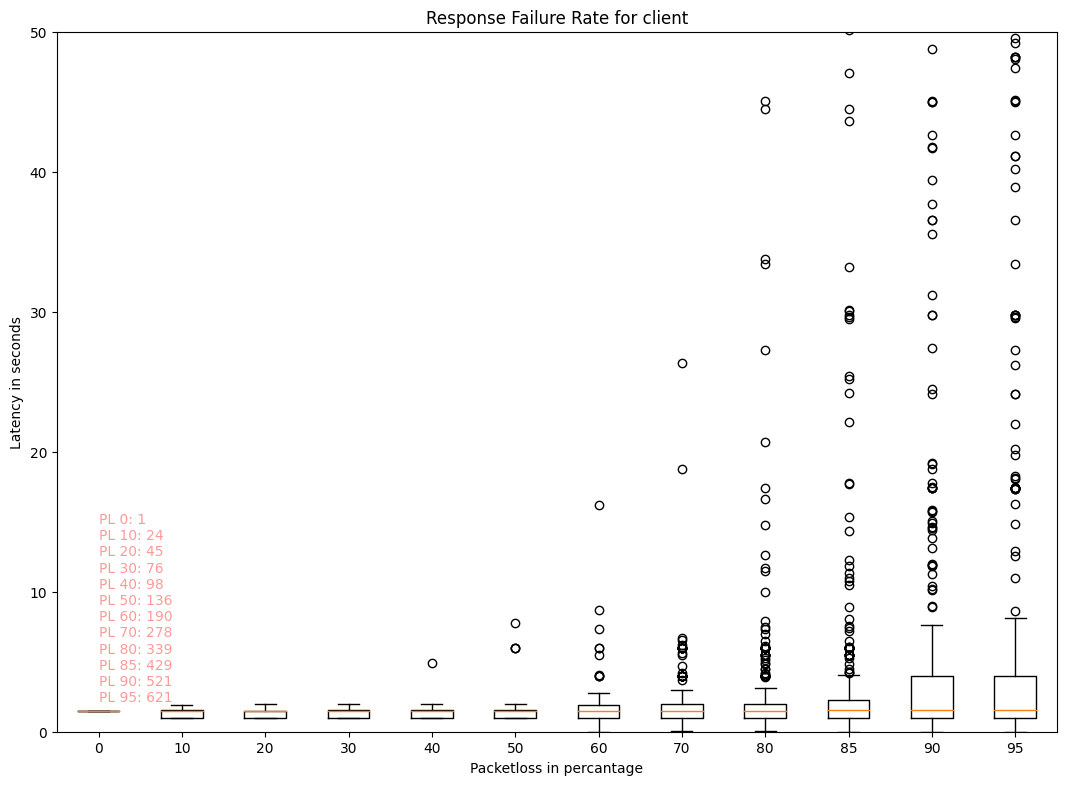 Response Failure Rate for client
Latency in seconds
50
40
30
20
10
0
PL 0: 1
PL 10: 24
PL 20: 45
PL 30: 76
PL 40: 98
PL 50: 136
PL 60: 190
PL 70: 278
PL 80: 339
PL 85: 429
PL 90: 521
PL 95: 621
0 10 20 30 40 50 60 70 80 85 90 95
Packetloss in percantage